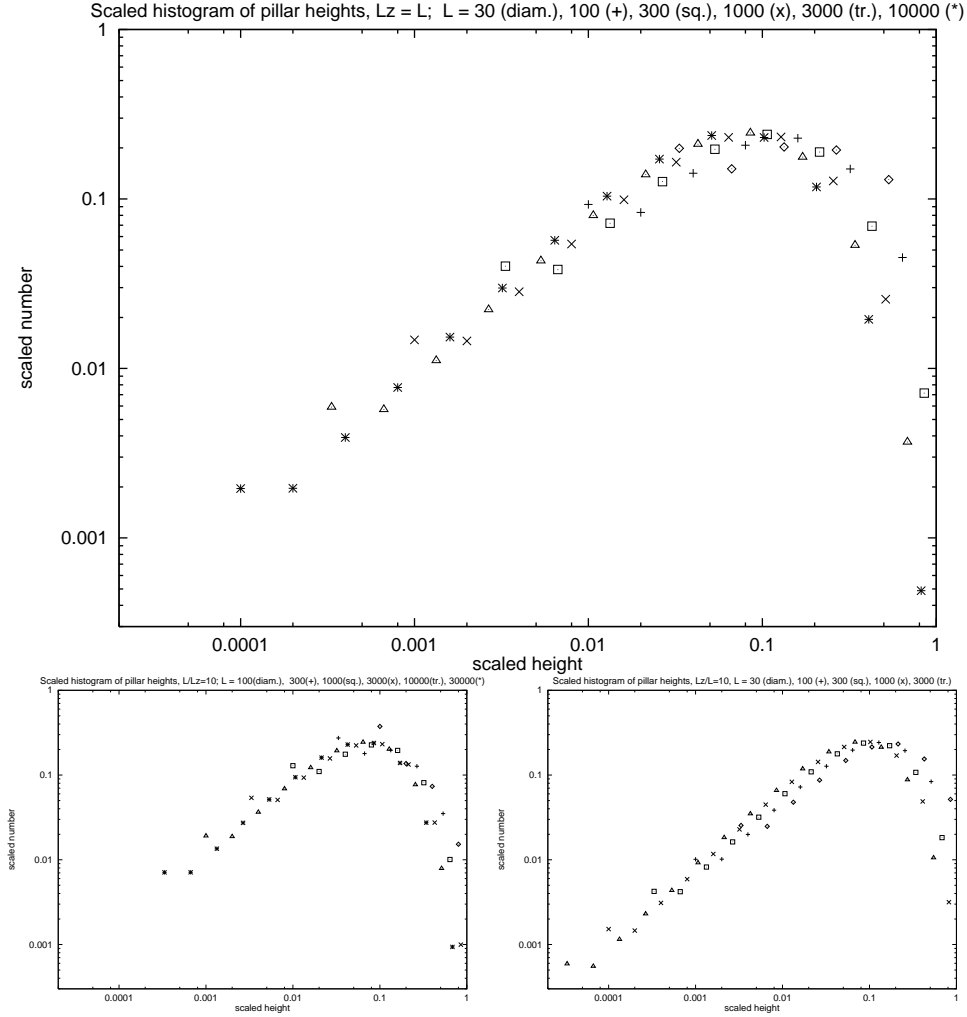 Scaled histogram of pillar heights, Lz = L; L = 30 (diam.), 100 (+), 300 (sq.), 1000 (x), 3000 (tr.), 10000 (*)
1
0.1
0.01
0.001
scaled number
0.0001 0.001 0.01 0.1 1
scaled height
Scaled histogram of pillar heights, L/Lz=10; L = 100(diam.), 300(+), 1000(sq.), 3000(x), 10000(tr.), 30000(*)
1
0.1
0.01
0.001
scaled number
0.0001 0.001 0.01 0.1 1
scaled height
Scaled histogram of pillar heights, Lz/L=10, L = 30 (diam.), 100 (+), 300 (sq.), 1000 (x), 3000 (tr.)
1
0.1
0.01
0.001
scaled number
0.0001 0.001 0.01 0.1 1
scaled height